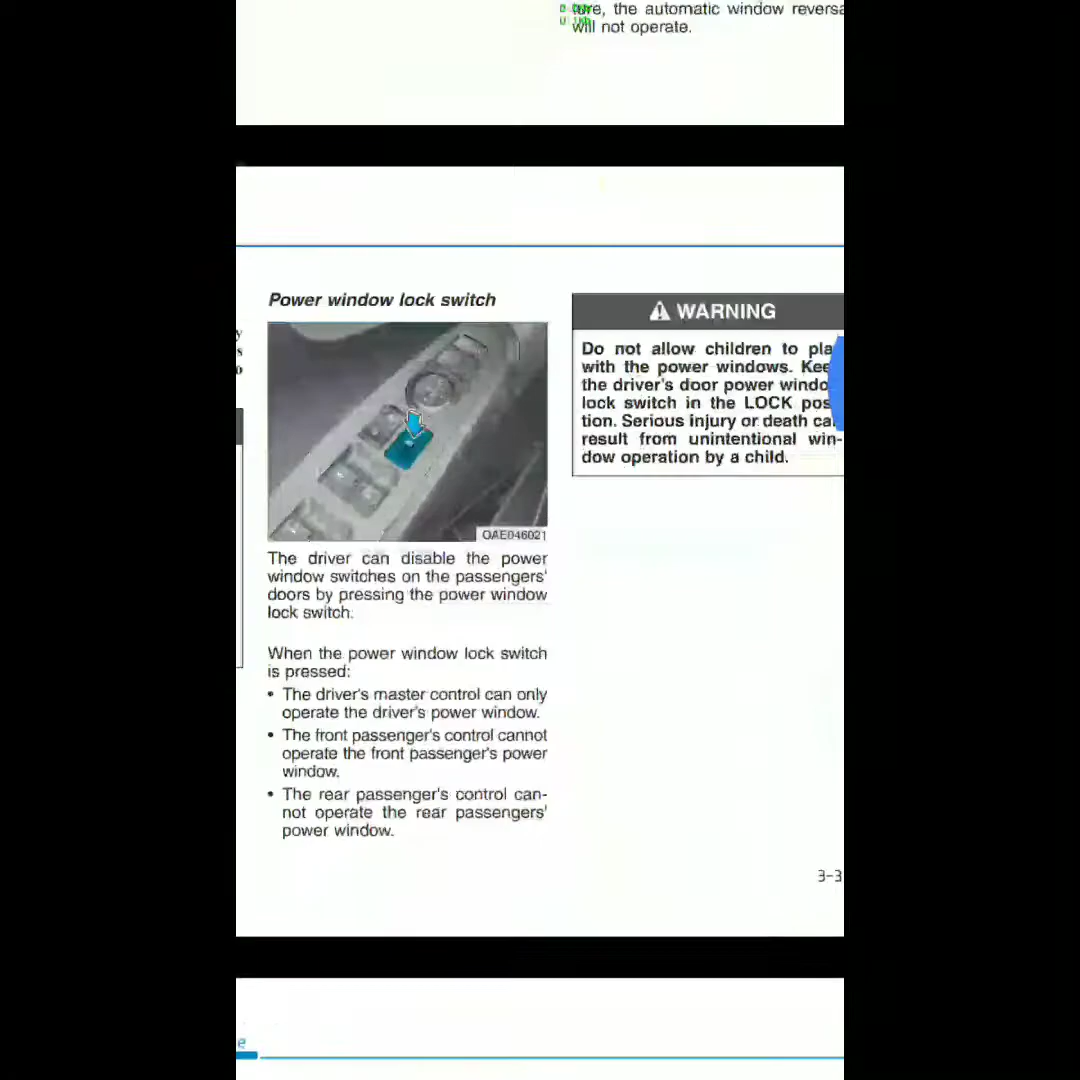 ture, the automatic window
will not operate.
Power window lock switch
OAE046021
The driver can disable the power
window switches on the passengers'
doors by pressing the power window
lock switch.
When the power window lock switch
is pressed:
• The driver's master control can only
operate the driver's power window.
• The front passenger's control cannot
operate the front passenger's power
window.
• The rear passenger's control can-
not operate the rear passengers'
power window.
WARNING
Do not allow children to pla
with the power windows. Kee
the driver's door power windo
lock switch in the LOCK pos
tion. Serious injury or death ca
result from unintentional win-
dow operation by a child.
3-3
e